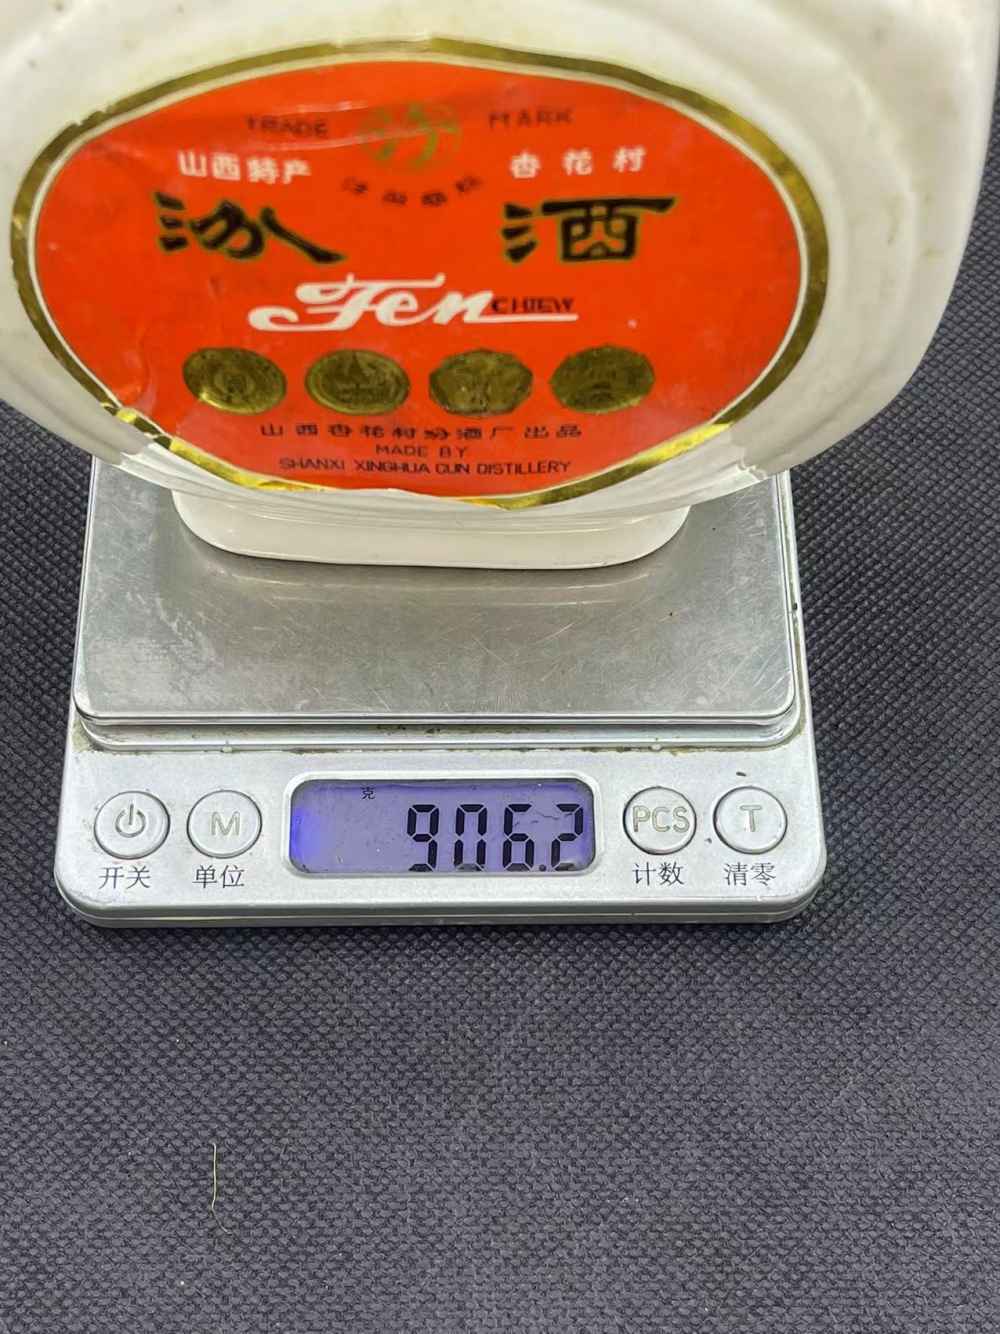 TRADE MARK
山西特产 杏花村
汾酒
Fen CHIEW
山西杏花村汾酒厂出品
MADE BY
SHANXI XINGHUA CUN DISTILLERY
克
906.2
M PCS T
开关 单位 计数 清零